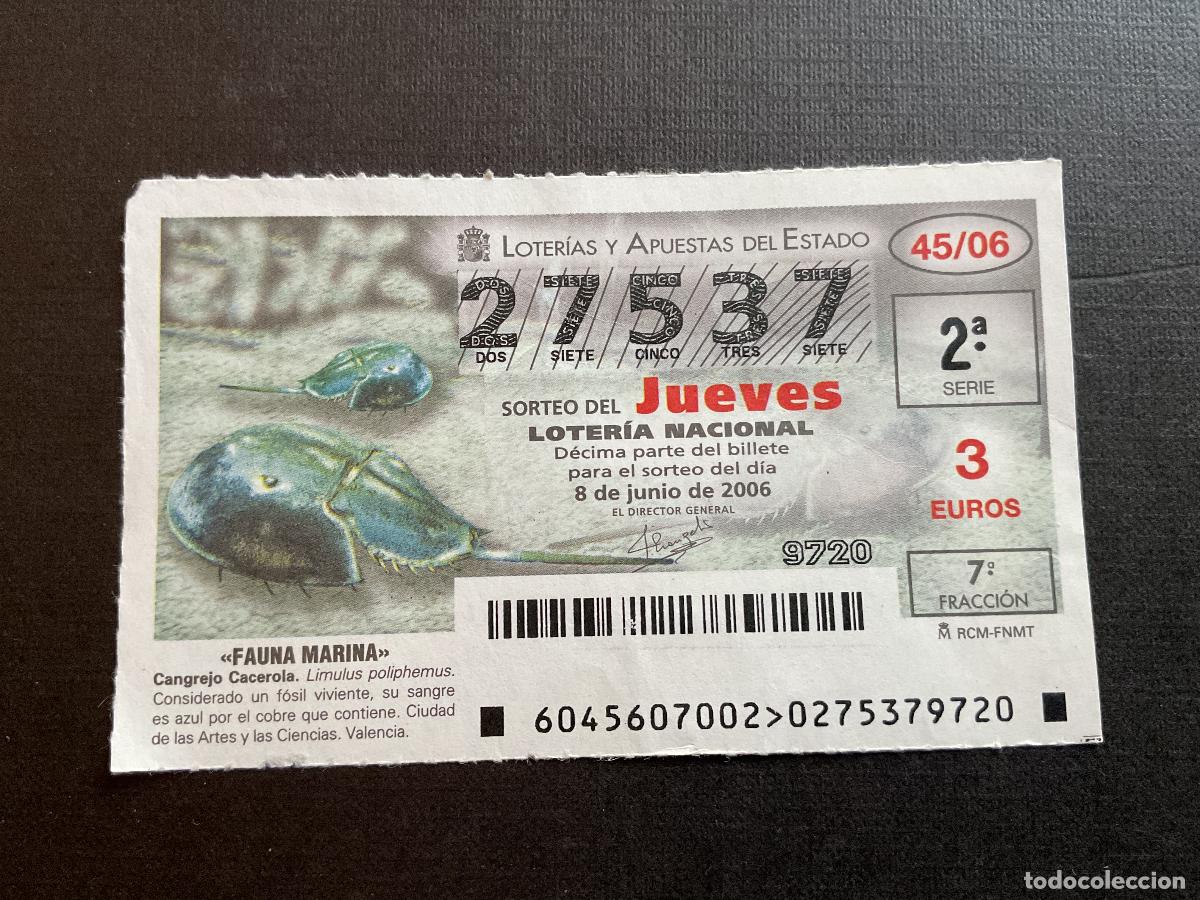 LOTERÍAS Y APUESTAS DEL ESTADO
45/06
27537
DOS SIETE CINCO TRES SIETE
2ª
SERIE
SORTEO DEL Jueves
LOTERÍA NACIONAL
Décima parte del billete
para el sorteo del día
8 de junio de 2006
EL DIRECTOR GENERAL
3
EUROS
9720
7ª
FRACCIÓN
RCM-FNMT
«FAUNA MARINA»
Cangrejo Cacerola. Limulus poliphemus.
Considerado un fósil viviente, su sangre
es azul por el cobre que contiene. Ciudad
de las Artes y las Ciencias. Valencia.
6045607002>0275379720
todocoleccion